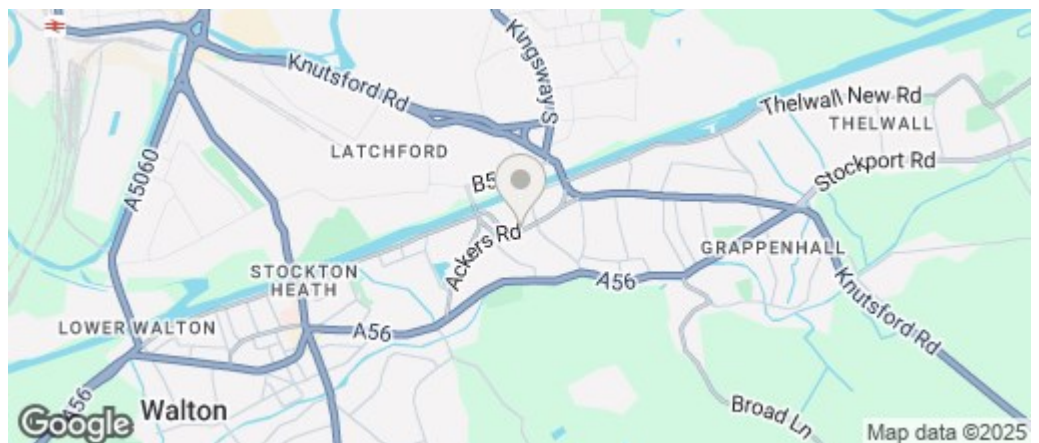 Kingsway S
Knutsford Rd
Thelwall New Rd
THELWALL
LATCHFORD
Stockport Rd
B5
A5060
Ackers Rd
GRAPPENHALL
STOCKTON
HEATH
A56
Knutsford Rd
LOWER WALTON
A56
A56
Walton
Broad Ln
Google
Map data ©2025